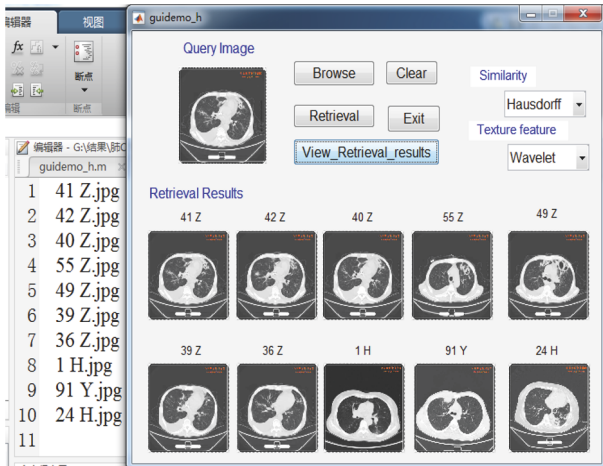 编辑器
视图
fx
断点
编辑
断点
编辑器 - G:\结果\肺C
guidemo_h.m
1 41 Z.jpg
2 42 Z.jpg
3 40 Z.jpg
4 55 Z.jpg
5 49 Z.jpg
6 39 Z.jpg
7 36 Z.jpg
8 1 H.jpg
9 91 Y.jpg
10 24 H.jpg
11
guidemo_h
Query Image
Browse
Clear
Retrieval
Exit
View_Retrieval_results
Similarity
Hausdorff
Texture feature
Wavelet
Retrieval Results
41 Z 42 Z 40 Z 55 Z 49 Z
39 Z 36 Z 1 H 91 Y 24 H